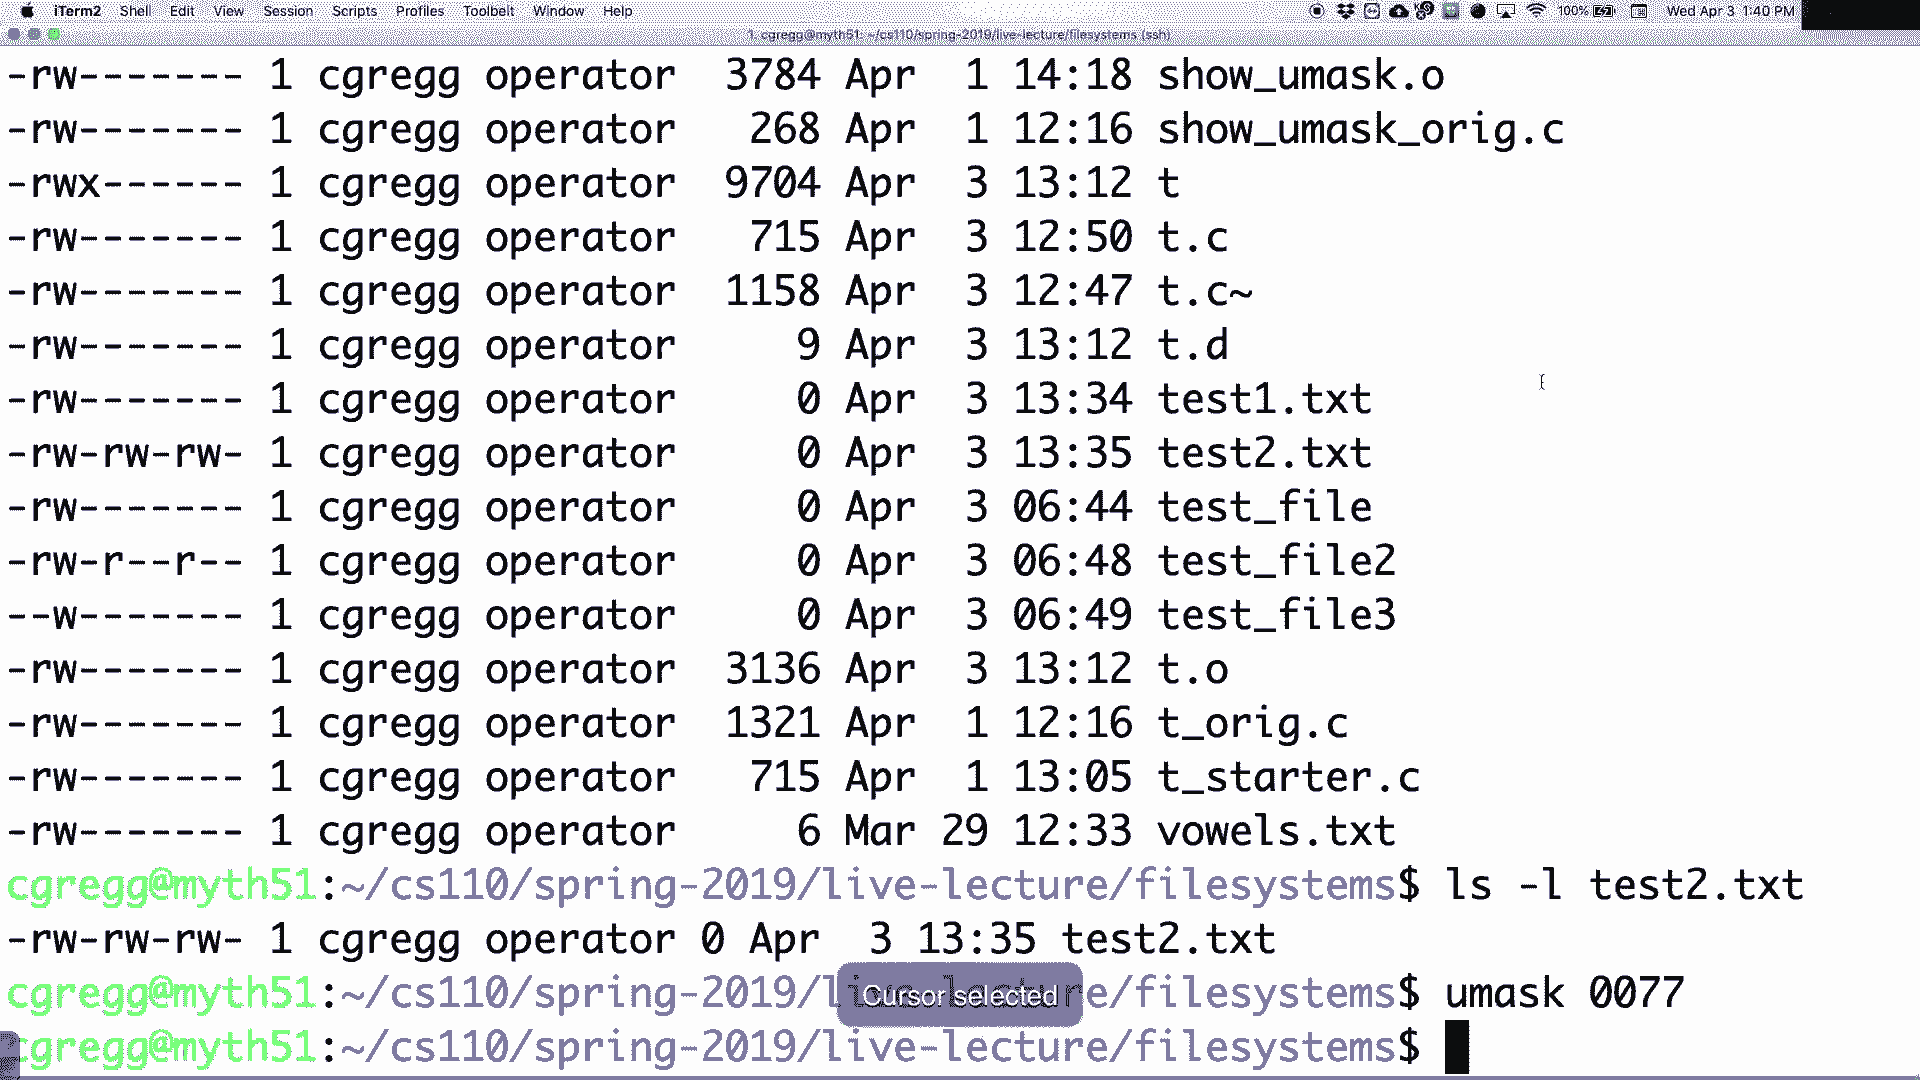 iTerm2 Shell Edit View Session Scripts Profiles Toolbelt Window Help 100% Wed Apr 3 1:40 PM
1. cgregg@myth51: ~/cs110/spring-2019/live-lecture/filesystems (ssh)
-rw------- 1 cgregg operator 3784 Apr 1 14:18 show_umask.o
-rw------- 1 cgregg operator 268 Apr 1 12:16 show_umask_orig.c
-rwx------ 1 cgregg operator 9704 Apr 3 13:12 t
-rw------- 1 cgregg operator 715 Apr 3 12:50 t.c
-rw------- 1 cgregg operator 1158 Apr 3 12:47 t.c~
-rw------- 1 cgregg operator 9 Apr 3 13:12 t.d
-rw------- 1 cgregg operator 0 Apr 3 13:34 test1.txt
-rw-rw-rw- 1 cgregg operator 0 Apr 3 13:35 test2.txt
-rw------- 1 cgregg operator 0 Apr 3 06:44 test_file
-rw-r--r-- 1 cgregg operator 0 Apr 3 06:48 test_file2
--w------- 1 cgregg operator 0 Apr 3 06:49 test_file3
-rw------- 1 cgregg operator 3136 Apr 3 13:12 t.o
-rw------- 1 cgregg operator 1321 Apr 1 12:16 t_orig.c
-rw------- 1 cgregg operator 715 Apr 1 13:05 t_starter.c
-rw------- 1 cgregg operator 6 Mar 29 12:33 vowels.txt
cgregg@myth51:~/cs110/spring-2019/live-lecture/filesystems$ ls -l test2.txt
-rw-rw-rw- 1 cgregg operator 0 Apr 3 13:35 test2.txt
cgregg@myth51:~/cs110/spring-2019/live-lecture/filesystems$ umask 0077
Cursor selected
cgregg@myth51:~/cs110/spring-2019/live-lecture/filesystems$